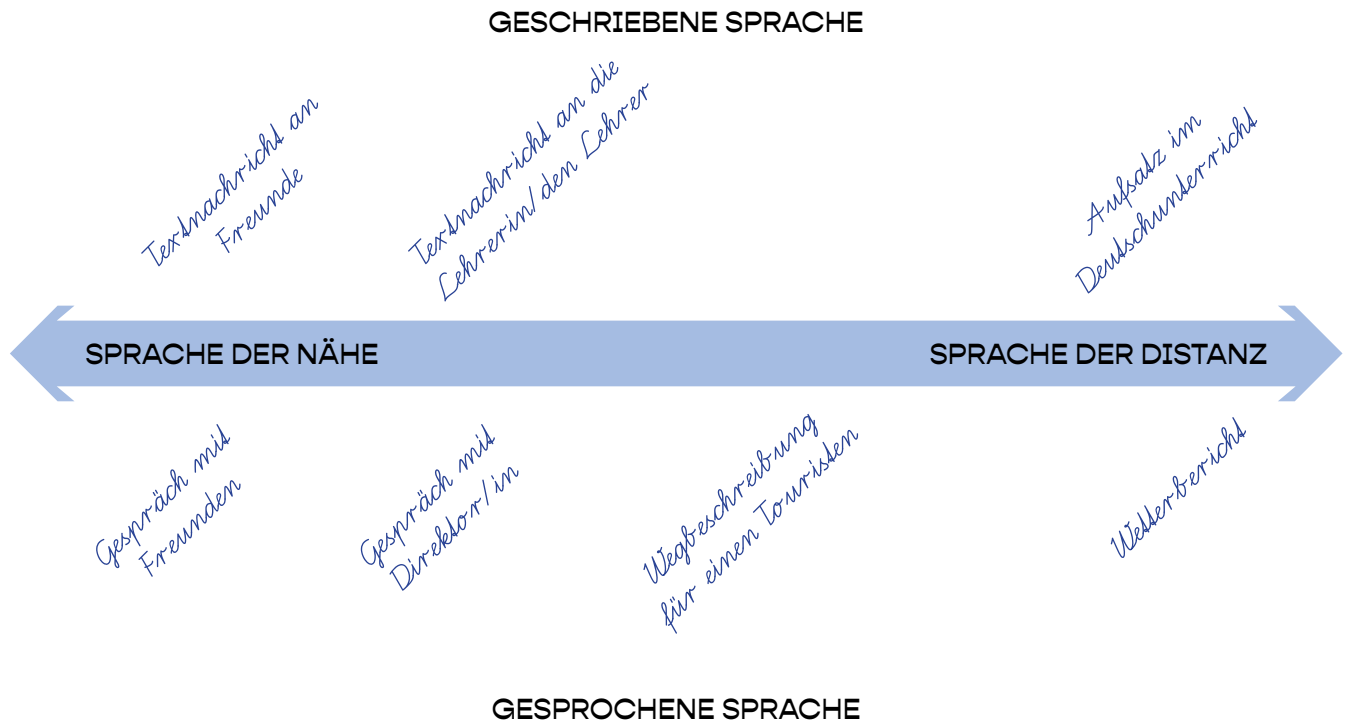 GESCHRIEBENE SPRACHE
Textnachricht an
Freunde
Textnachricht an die
Lehrerin/den Lehrer
Aufsatz im
Deutschunterricht
SPRACHE DER NÄHE
SPRACHE DER DISTANZ
Gespräch mit
Freunden
Gespräch mit
Direktor/in
Wegbeschreibung
für einen Touristen
Wetterbericht
GESPROCHENE SPRACHE